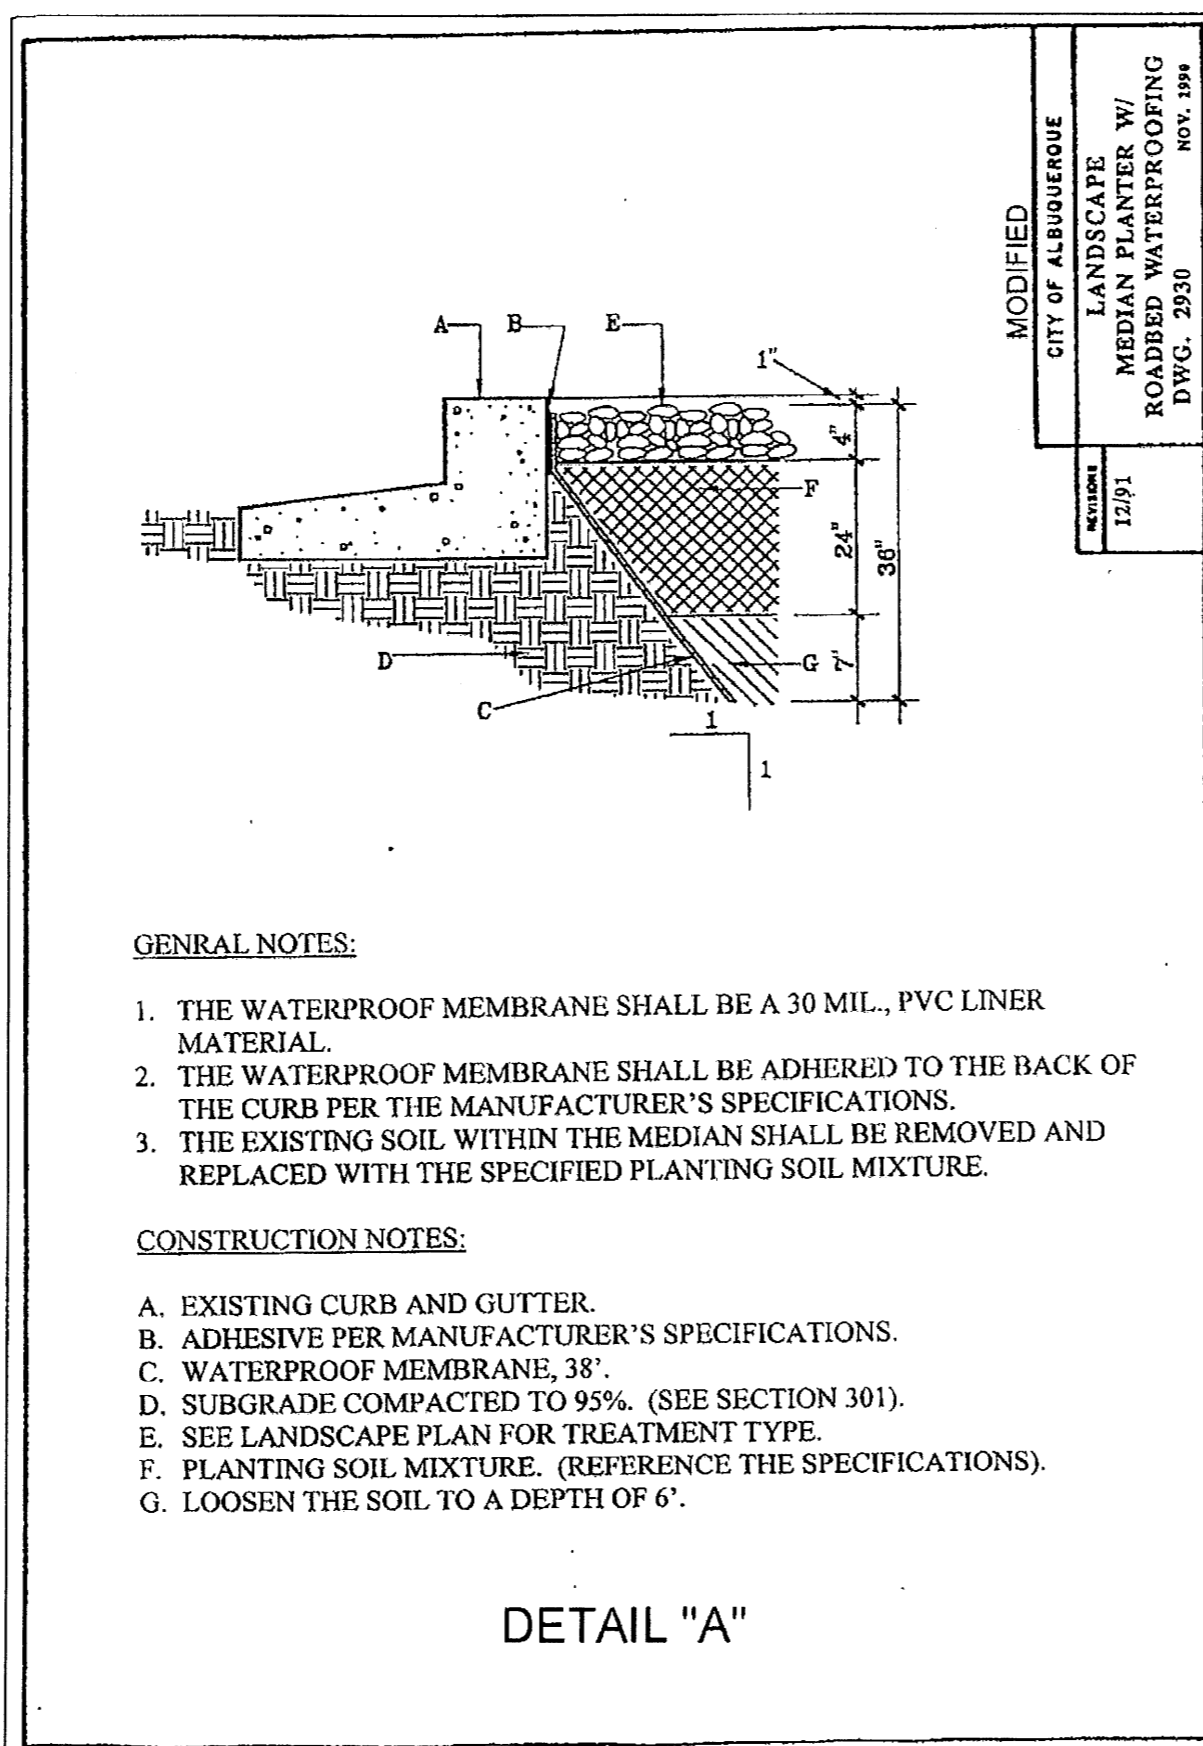 MODIFIED
CITY OF ALBUQUERQUE
LANDSCAPE
MEDIAN PLANTER W/
ROADBED WATERPROOFING
DWG. 2930 NOV. 1990
REVISIONS
12/91
A
B
E
1"
4"
F
24"
36"
D
G
7"
C
1
1
GENRAL NOTES:
1. THE WATERPROOF MEMBRANE SHALL BE A 30 MIL., PVC LINER
MATERIAL.
2. THE WATERPROOF MEMBRANE SHALL BE ADHERED TO THE BACK OF
THE CURB PER THE MANUFACTURER'S SPECIFICATIONS.
3. THE EXISTING SOIL WITHIN THE MEDIAN SHALL BE REMOVED AND
REPLACED WITH THE SPECIFIED PLANTING SOIL MIXTURE.
CONSTRUCTION NOTES:
A. EXISTING CURB AND GUTTER.
B. ADHESIVE PER MANUFACTURER'S SPECIFICATIONS.
C. WATERPROOF MEMBRANE, 38'.
D. SUBGRADE COMPACTED TO 95%. (SEE SECTION 301).
E. SEE LANDSCAPE PLAN FOR TREATMENT TYPE.
F. PLANTING SOIL MIXTURE. (REFERENCE THE SPECIFICATIONS).
G. LOOSEN THE SOIL TO A DEPTH OF 6'.
DETAIL "A"